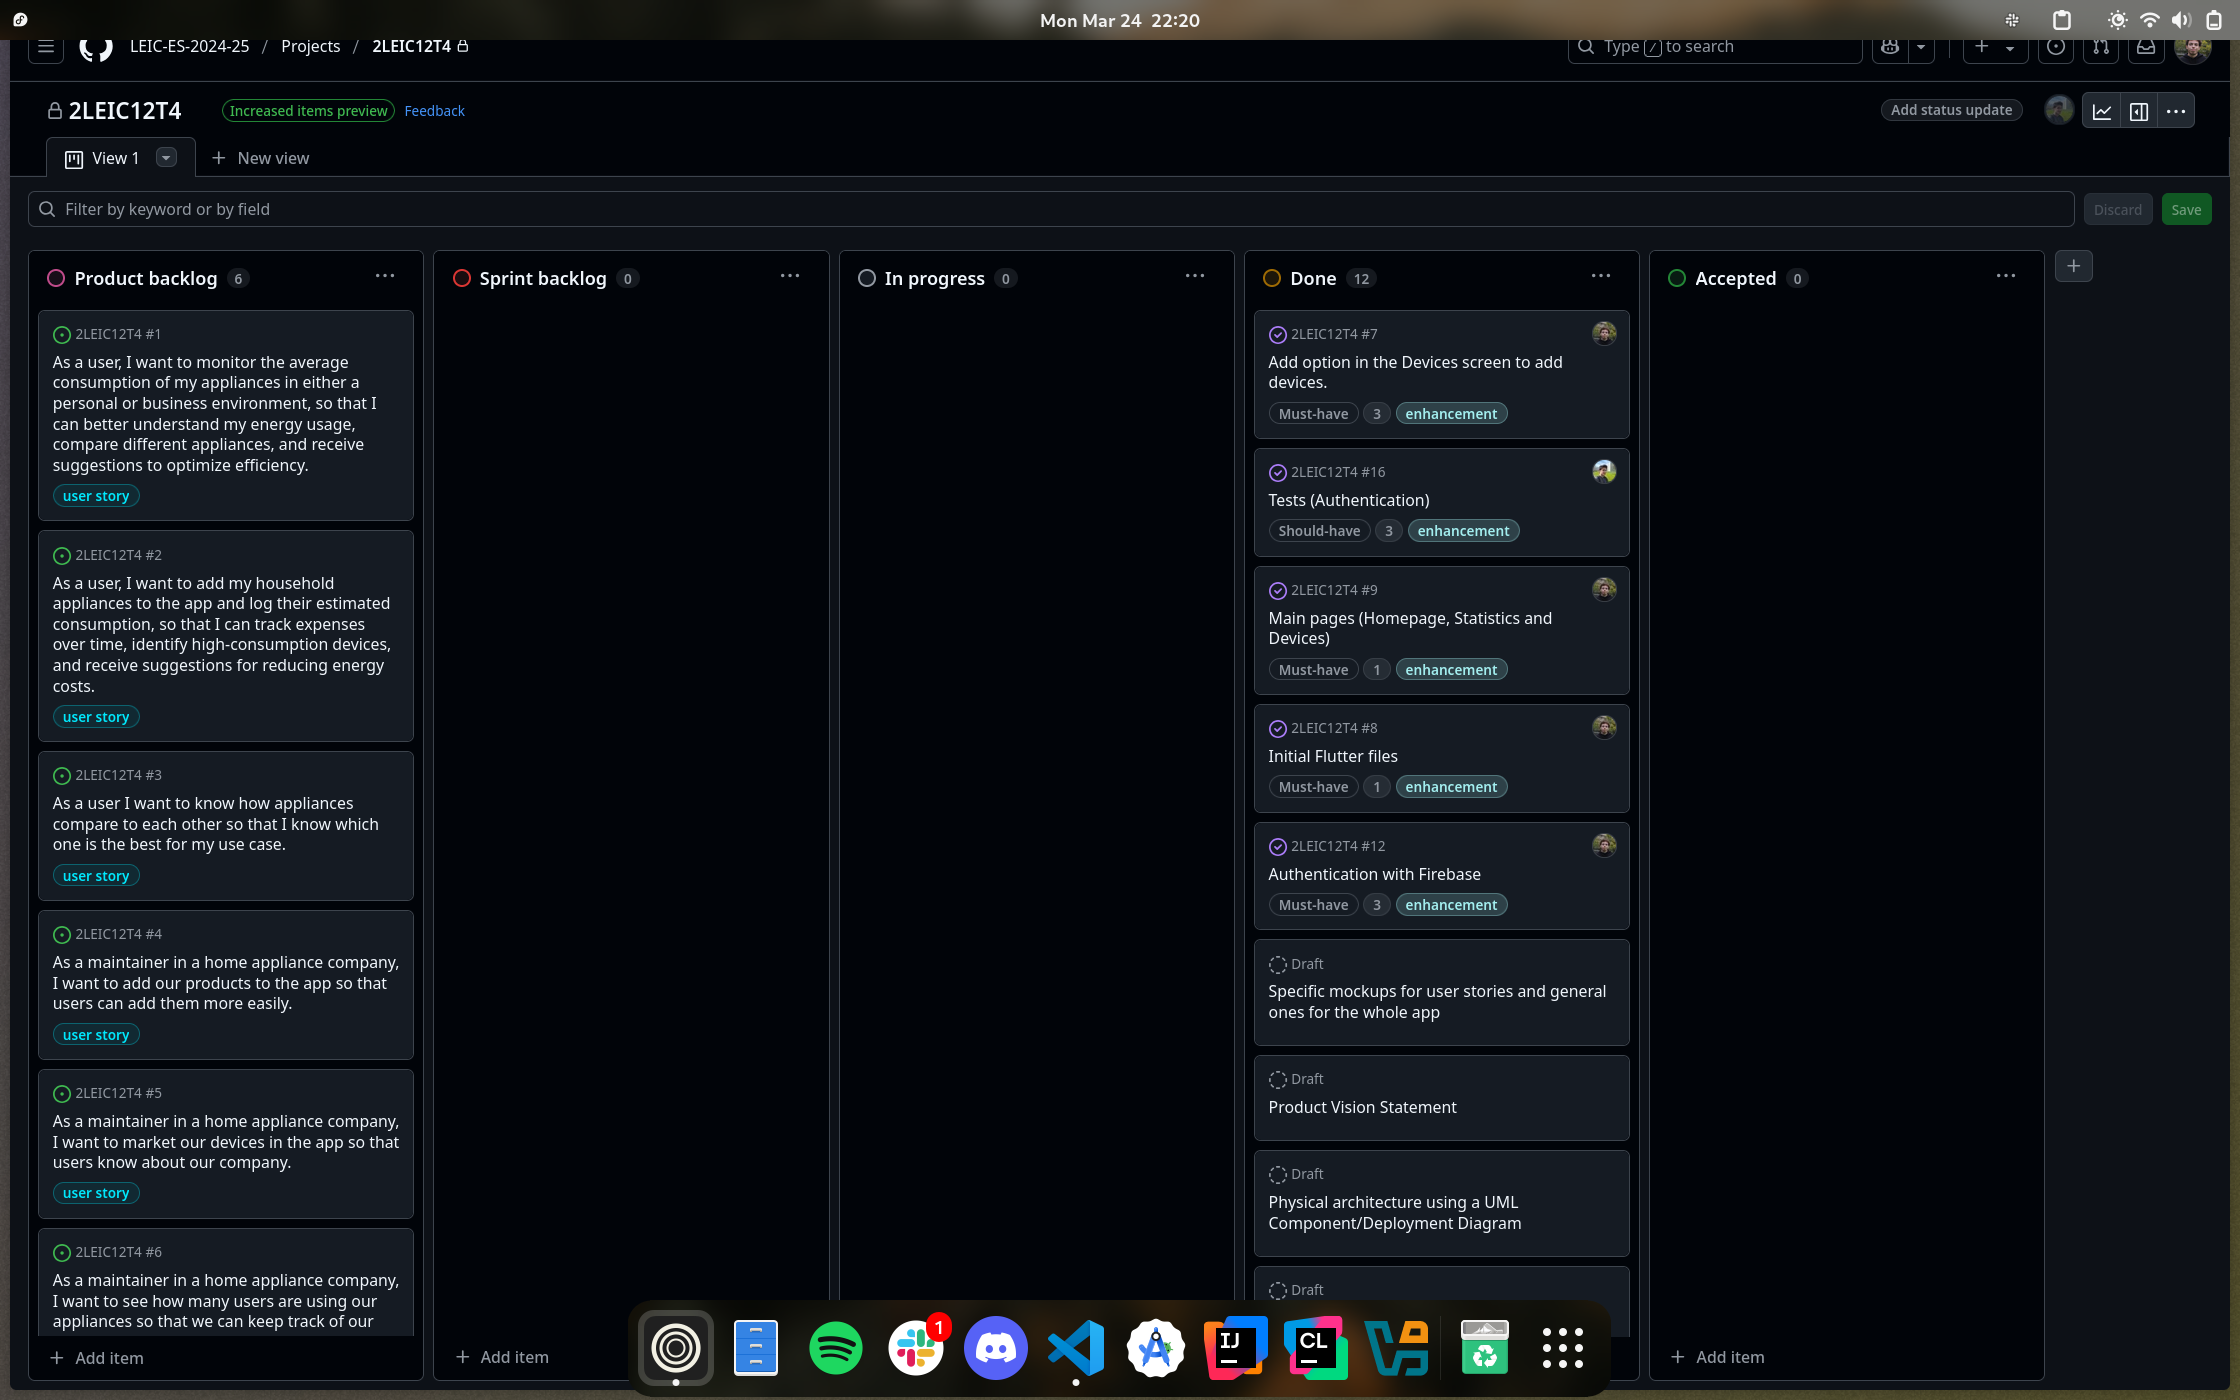 Mon Mar 24 22:20
LEIC-ES-2024-25 / Projects / 2LEIC12T4
Type / to search
2LEIC12T4
Increased items preview
Feedback
Add status update
View 1
New view
Filter by keyword or by field
Discard
Save
Product backlog 6
2LEIC12T4 #1
As a user, I want to monitor the average
consumption of my appliances in either a
personal or business environment, so that I
can better understand my energy usage,
compare different appliances, and receive
suggestions to optimize efficiency.
user story
2LEIC12T4 #2
As a user, I want to add my household
appliances to the app and log their estimated
consumption, so that I can track expenses
over time, identify high-consumption devices,
and receive suggestions for reducing energy
costs.
user story
2LEIC12T4 #3
As a user I want to know how appliances
compare to each other so that I know which
one is the best for my use case.
user story
2LEIC12T4 #4
As a maintainer in a home appliance company,
I want to add our products to the app so that
users can add them more easily.
user story
2LEIC12T4 #5
As a maintainer in a home appliance company,
I want to market our devices in the app so that
users know about our company.
user story
2LEIC12T4 #6
As a maintainer in a home appliance company,
I want to see how many users are using our
appliances so that we can keep track of our
Add item
Sprint backlog 0
Add item
In progress 0
Done 12
2LEIC12T4 #7
Add option in the Devices screen to add
devices.
Must-have 3 enhancement
2LEIC12T4 #16
Tests (Authentication)
Should-have 3 enhancement
2LEIC12T4 #9
Main pages (Homepage, Statistics and
Devices)
Must-have 1 enhancement
2LEIC12T4 #8
Initial Flutter files
Must-have 1 enhancement
2LEIC12T4 #12
Authentication with Firebase
Must-have 3 enhancement
Draft
Specific mockups for user stories and general
ones for the whole app
Draft
Product Vision Statement
Draft
Physical architecture using a UML
Component/Deployment Diagram
Draft
Accepted 0
Add item
1
IJ
CL